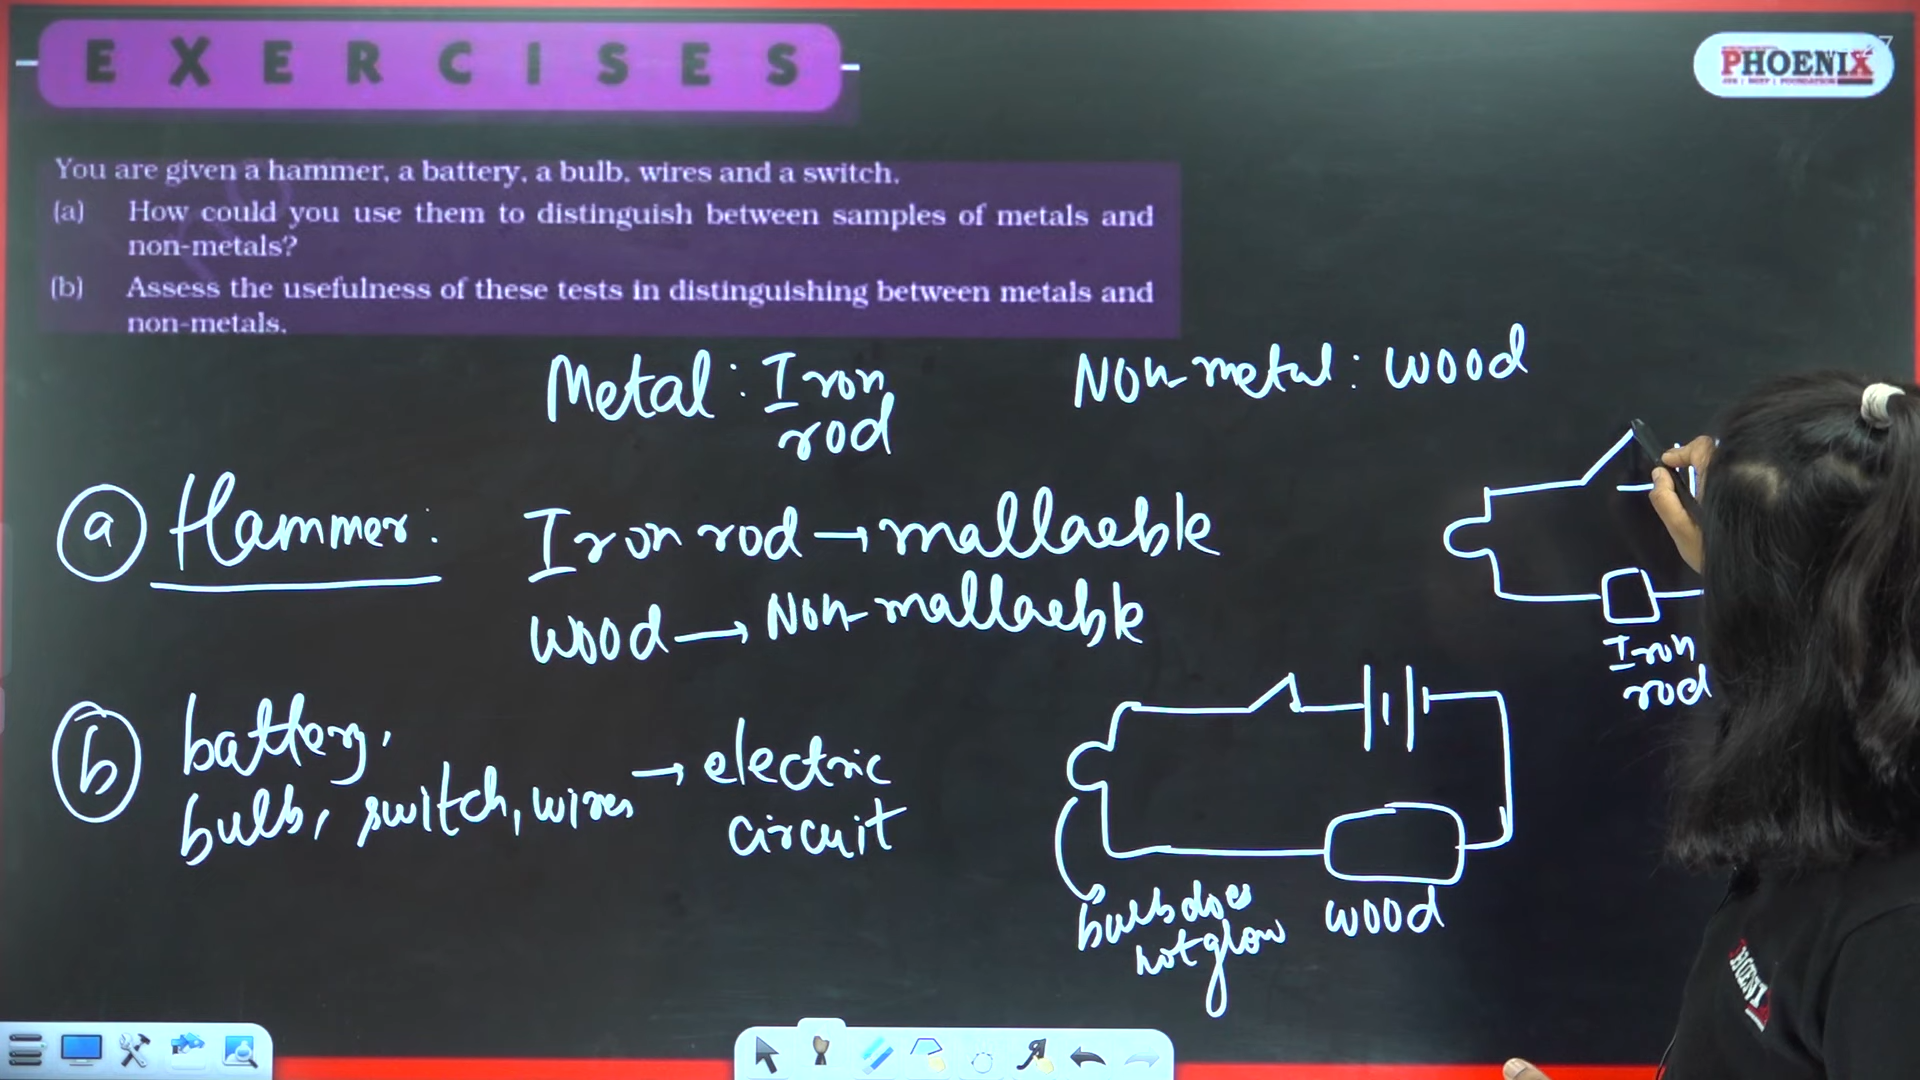 EXERCISES
PHOENIX
You are given a hammer, a battery, a bulb, wires and a switch.
(a) How could you use them to distinguish between samples of metals and
non-metals?
(b) Assess the usefulness of these tests in distinguishing between metals and
non-metals.
Metal: Iron
rod
Non-metal: wood
(a) Hammer:
Iron rod → mallaeble
wood → Non-mallaeble
Iron
rod
(b) battery,
bulb, switch, wires → electric
circuit
bulb does
not glow
wood
PHOENIX